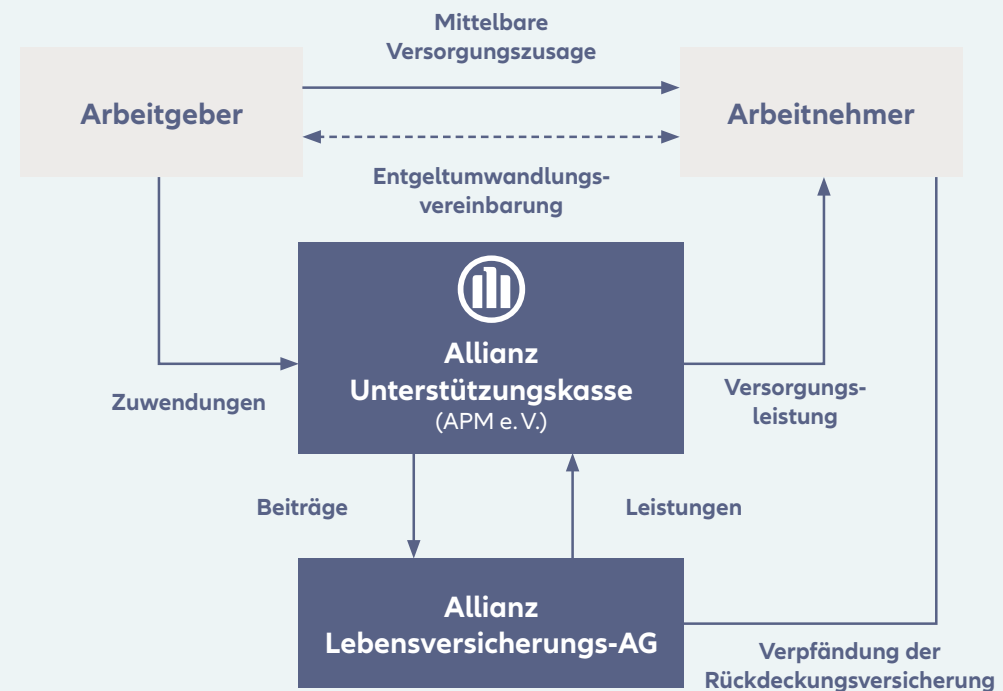 Mittelbare
Versorgungszusage
Arbeitgeber
Arbeitnehmer
Entgeltumwandlungs-
vereinbarung
Allianz
Unterstützungskasse
(APM e. V.)
Zuwendungen
Versorgungs-
leistung
Beiträge
Leistungen
Allianz
Lebensversicherungs-AG
Verpfändung der
Rückdeckungsversicherung